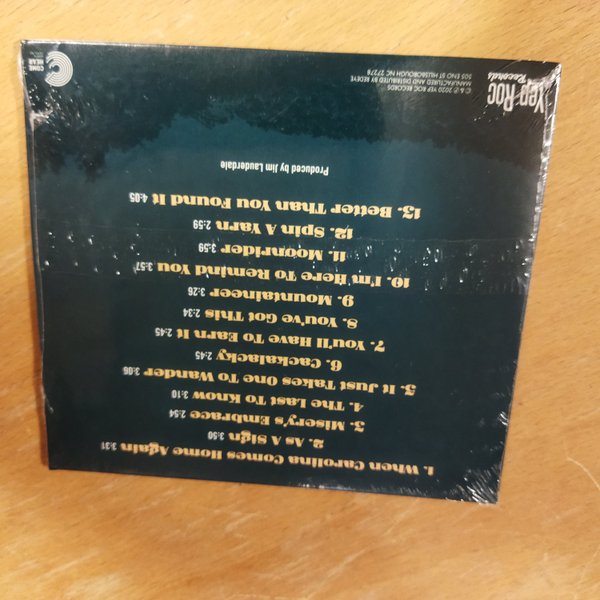 1. When Carolina Comes Home Again 3:31
2. As A Sign 3:50
3. Misery's Embrace 2:54
4. The Last To Know 3:10
5. It Just Takes One To Wander 3:06
6. Cackalacky 2:45
7. You'll Have To Earn It 2:45
8. You've Got This 2:34
9. Mountaineer 3:26
10. I'm Here To Remind You 3:57
11. Moonrider 3:59
12. Spin A Yarn 2:59
13. Better Than You Found It 4:05
Produced by Jim Lauderdale
Yep Roc
Records
© & ℗ 2020 YEP ROC RECORDS
MANUFACTURED AND DISTRIBUTED BY REDEYE
505 ENO ST HILLSBOROUGH NC 27278
COME
HEAR